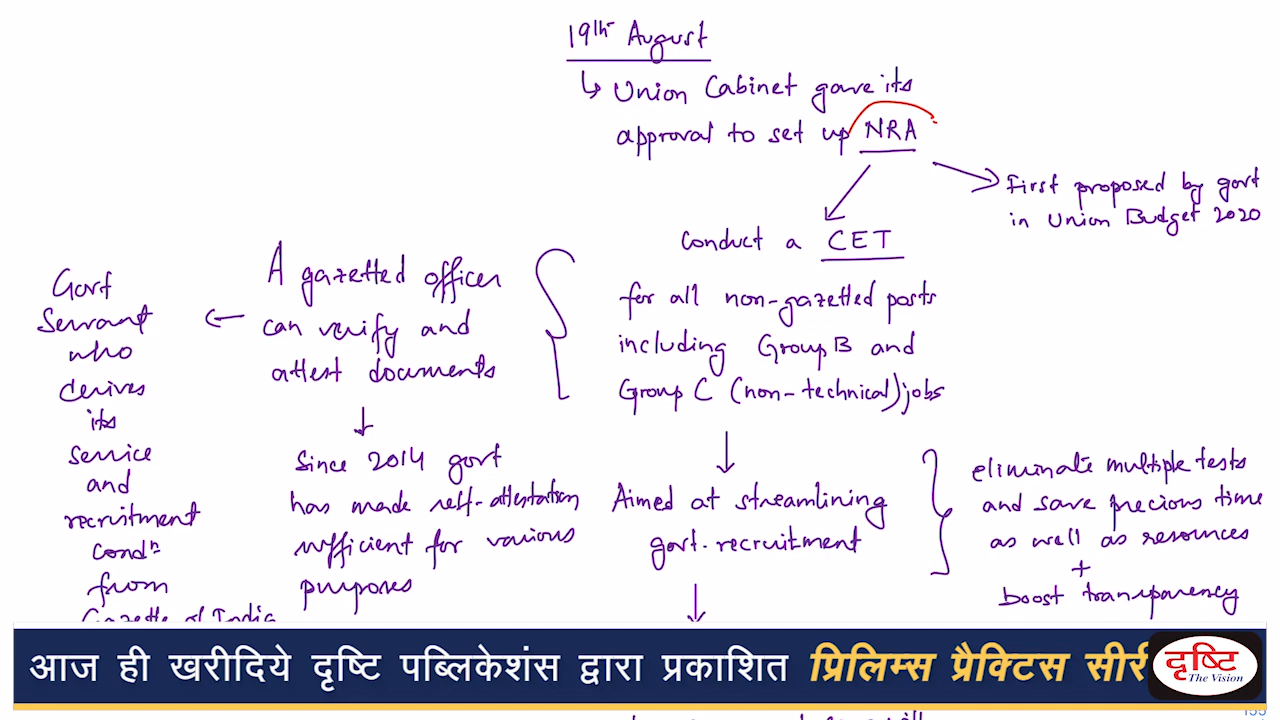 19th August
↳ Union Cabinet gave its
approval to set up NRA
First proposed by govt
in Union Budget 2020
Conduct a CET
for all non-gazetted posts
including Group B and
Group C (non-technical) jobs
A gazetted officer
can verify and
attest documents
Govt
Servant
who
derives
its
service
and
recruitment
Condn
from
Gazette of India
Since 2014 govt
has made self-attestation
sufficient for various
purposes
Aimed at streamlining
govt. recruitment
eliminate multiple tests
and save precious time
as well as resources
+
boost transparency
आज ही खरीदिये दृष्टि पब्लिकेशंस द्वारा प्रकाशित प्रिलिम्स प्रैक्टिस सीरी
दृष्टि
The Vision
155